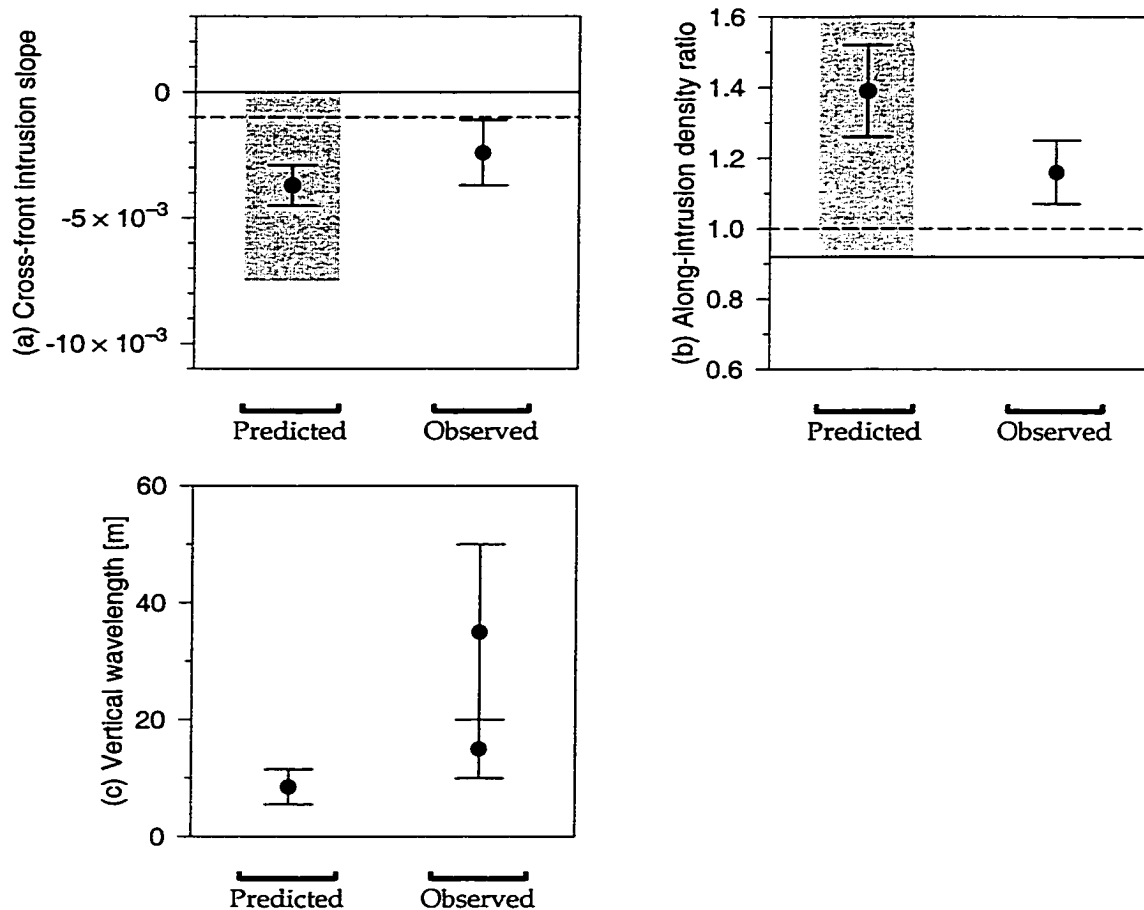 (a) Cross-front intrusion slope
0
-5 × 10⁻³
-10 × 10⁻³
Predicted
Observed
(b) Along-intrusion density ratio
1.6
1.4
1.2
1.0
0.8
0.6
Predicted
Observed
(c) Vertical wavelength [m]
60
40
20
0
Predicted
Observed